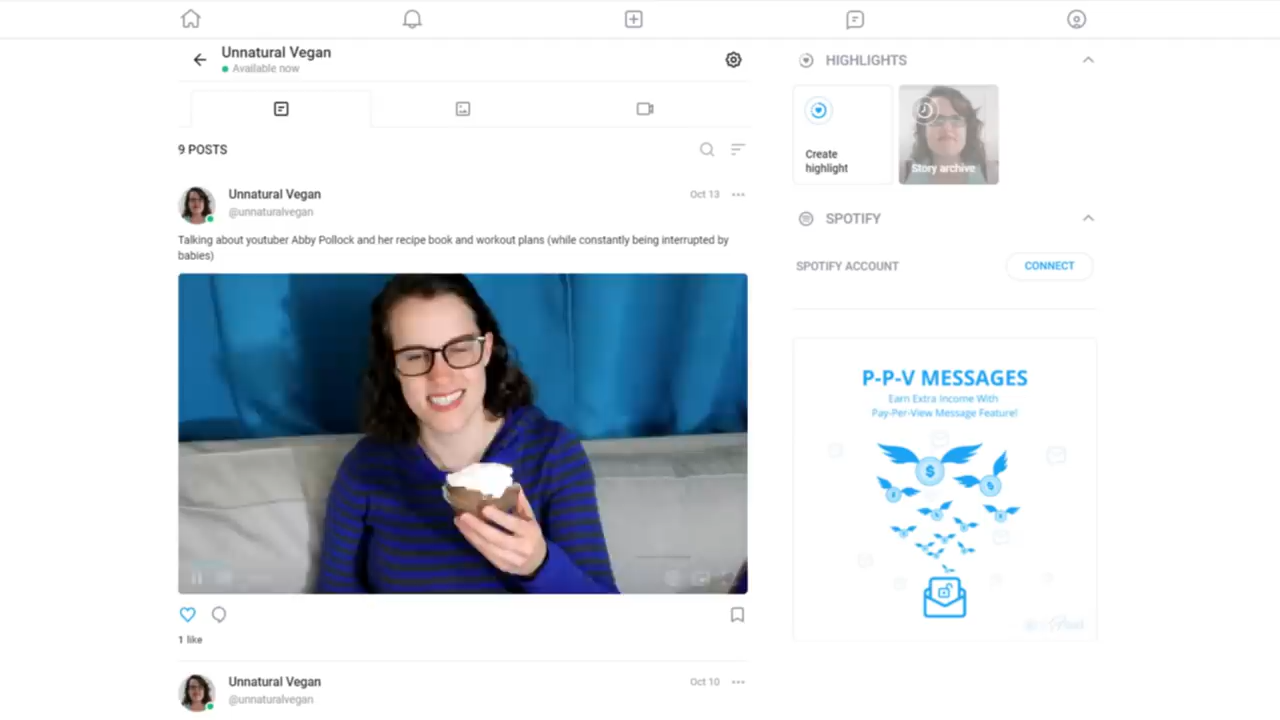 Unnatural Vegan
Available now
9 POSTS
Unnatural Vegan
Oct 13
@unnaturalvegan
Talking about youtuber Abby Pollock and her recipe book and workout plans (while constantly being interrupted by
babies)
1 like
Unnatural Vegan
Oct 10
@unnaturalvegan
HIGHLIGHTS
Create
highlight
Story archive
SPOTIFY
SPOTIFY ACCOUNT
CONNECT
P-P-V MESSAGES
Earn Extra Income With
Pay-Per-View Message Feature!